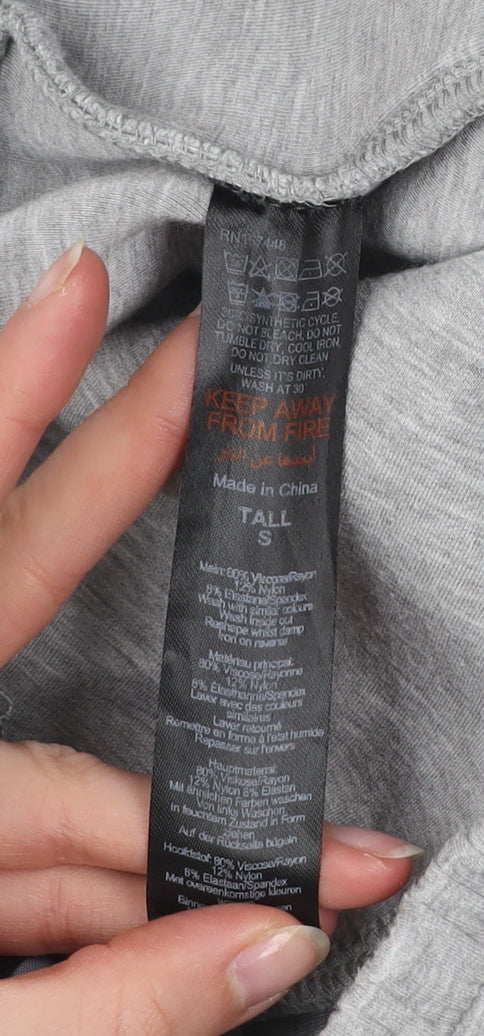 30 C SYNTHETIC CYCLE,
DO NOT BLEACH, DO NOT
TUMBLE DRY, COOL IRON,
DO NOT DRY CLEAN
UNLESS IT'S DIRTY,
WASH AT 30°
KEEP AWAY
FROM FIRE
Made in China
TALL
S
Main: 80% Viscose/Rayon
12% Nylon
8% Elastane/Spandex
Wash with similar colours
Wash inside out
Reshape whilst damp
Iron on reverse
Matériau principal:
80% Viscose/Rayonne
12% Nylon
8% Elasthanne/Spandex
Laver avec des couleurs
similaires
Laver retourné
Remettre en forme à l'état humide
Repasser sur l'envers
Hauptmaterial:
80% Viskose/Rayon
12% Nylon 8% Elastan
Mit ähnlichen Farben waschen
Von links Waschen
in feuchtem Zustand in Form
ziehen
Auf der Rückseite bügeln
Hoofdstof: 80% Viscose/Rayon
12% Nylon
8% Elastaan/Spandex
Met overeenkomstige kleuren